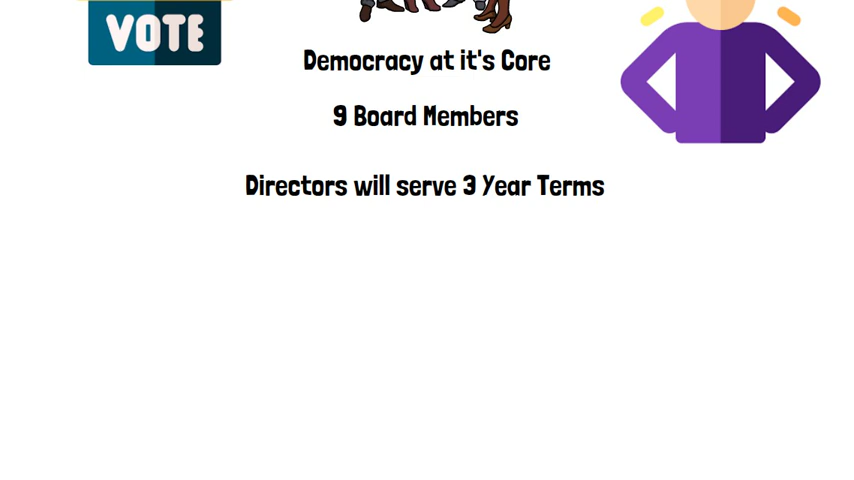 VOTE
Democracy at it's Core
9 Board Members
Directors will serve 3 Year Terms